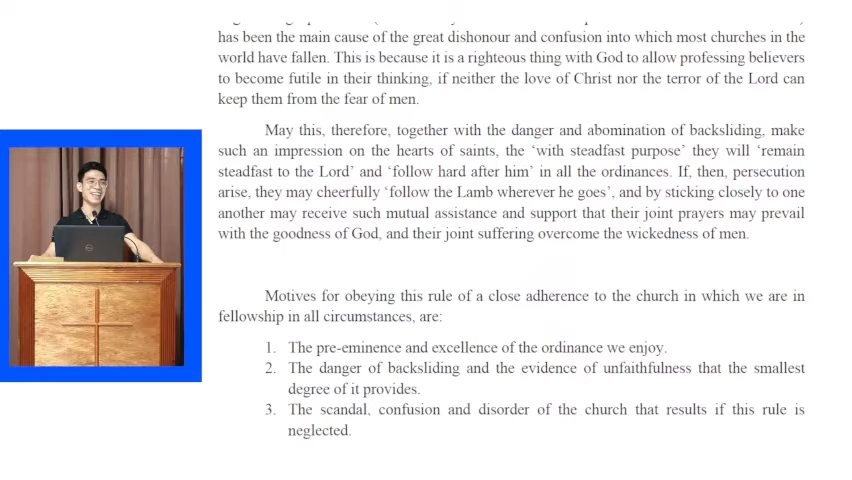 has been the main cause of the great dishonour and confusion into which most churches in the
world have fallen. This is because it is a righteous thing with God to allow professing believers
to become futile in their thinking, if neither the love of Christ nor the terror of the Lord can
keep them from the fear of men.
May this, therefore, together with the danger and abomination of backsliding, make
such an impression on the hearts of saints, the ‘with steadfast purpose’ they will ‘remain
steadfast to the Lord’ and ‘follow hard after him’ in all the ordinances. If, then, persecution
arise, they may cheerfully ‘follow the Lamb wherever he goes’, and by sticking closely to one
another may receive such mutual assistance and support that their joint prayers may prevail
with the goodness of God, and their joint suffering overcome the wickedness of men.
Motives for obeying this rule of a close adherence to the church in which we are in
fellowship in all circumstances, are:
1. The pre-eminence and excellence of the ordinance we enjoy.
2. The danger of backsliding and the evidence of unfaithfulness that the smallest
degree of it provides.
3. The scandal, confusion and disorder of the church that results if this rule is
neglected.